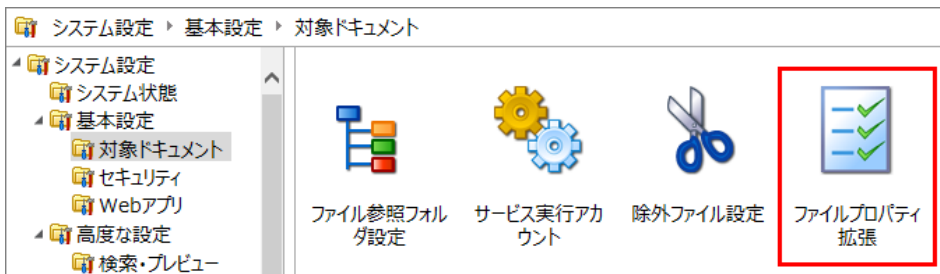 システム設定 ▸ 基本設定 ▸ 対象ドキュメント
システム設定
システム状態
基本設定
対象ドキュメント
セキュリティ
Webアプリ
高度な設定
検索・プレビュー
ファイル参照フォル
ダ設定
サービス実行アカ
ウント
除外ファイル設定
ファイルプロパティ
拡張